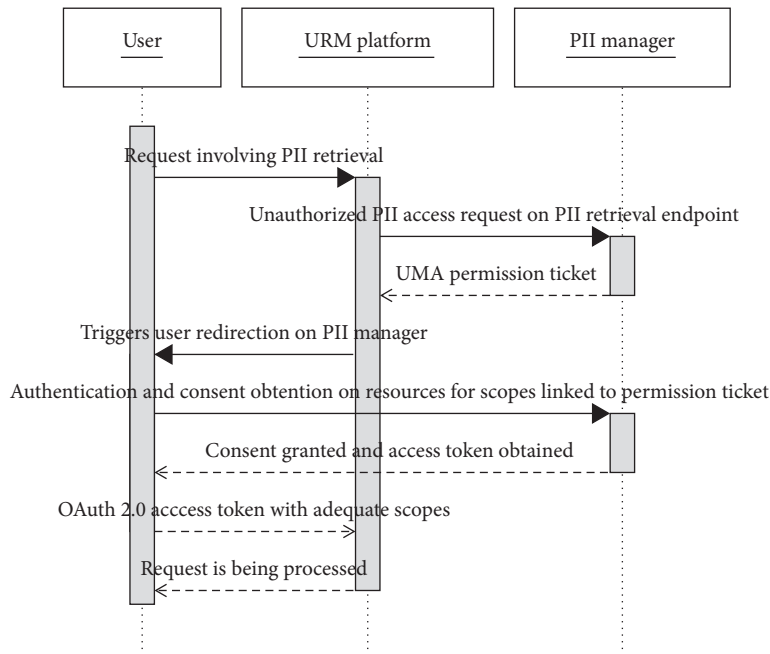 User
URM platform
PII manager
Request involving PII retrieval
Unauthorized PII access request on PII retrieval endpoint
UMA permission ticket
Triggers user redirection on PII manager
Authentication and consent obtention on resources for scopes linked to permission ticket
Consent granted and access token obtained
OAuth 2.0 acccess token with adequate scopes
Request is being processed